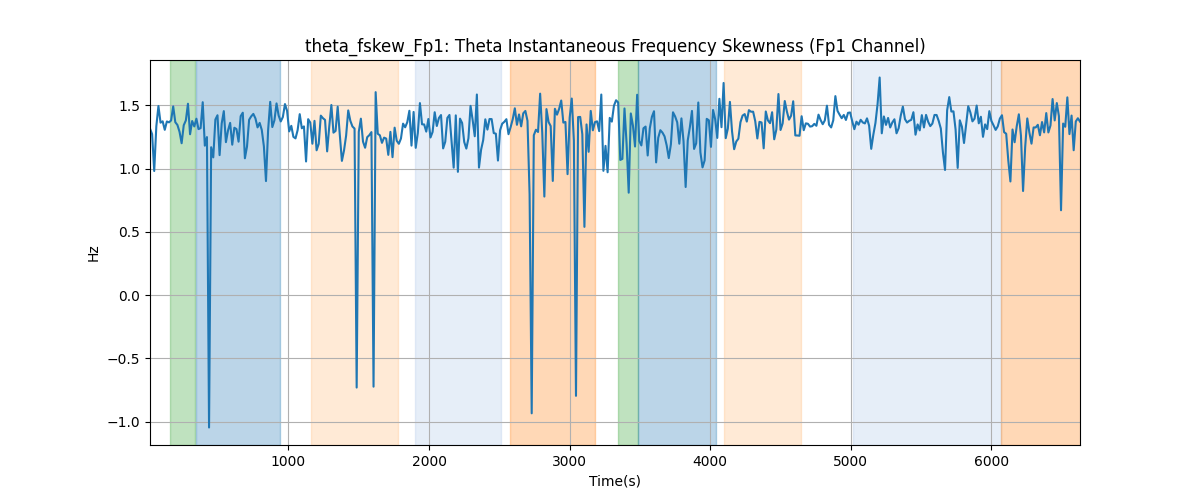 theta_fskew_Fp1: Theta Instantaneous Frequency Skewness (Fp1 Channel)
1.5
1.0
0.5
0.0
−0.5
−1.0
Hz
1000 2000 3000 4000 5000 6000
Time(s)